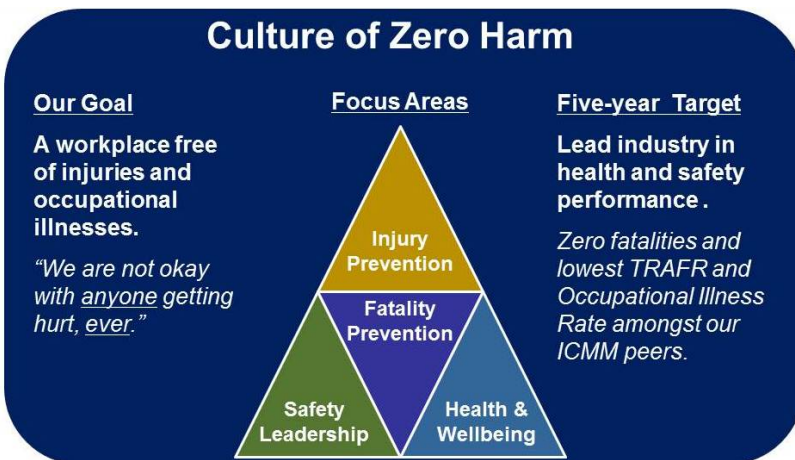 Culture of Zero Harm
Our Goal
A workplace free
of injuries and
occupational
illnesses.
“We are not okay
with anyone getting
hurt, ever.”
Focus Areas
Injury
Prevention
Fatality
Prevention
Safety
Leadership
Health &
Wellbeing
Five-year Target
Lead industry in
health and safety
performance .
Zero fatalities and
lowest TRAFR and
Occupational Illness
Rate amongst our
ICMM peers.